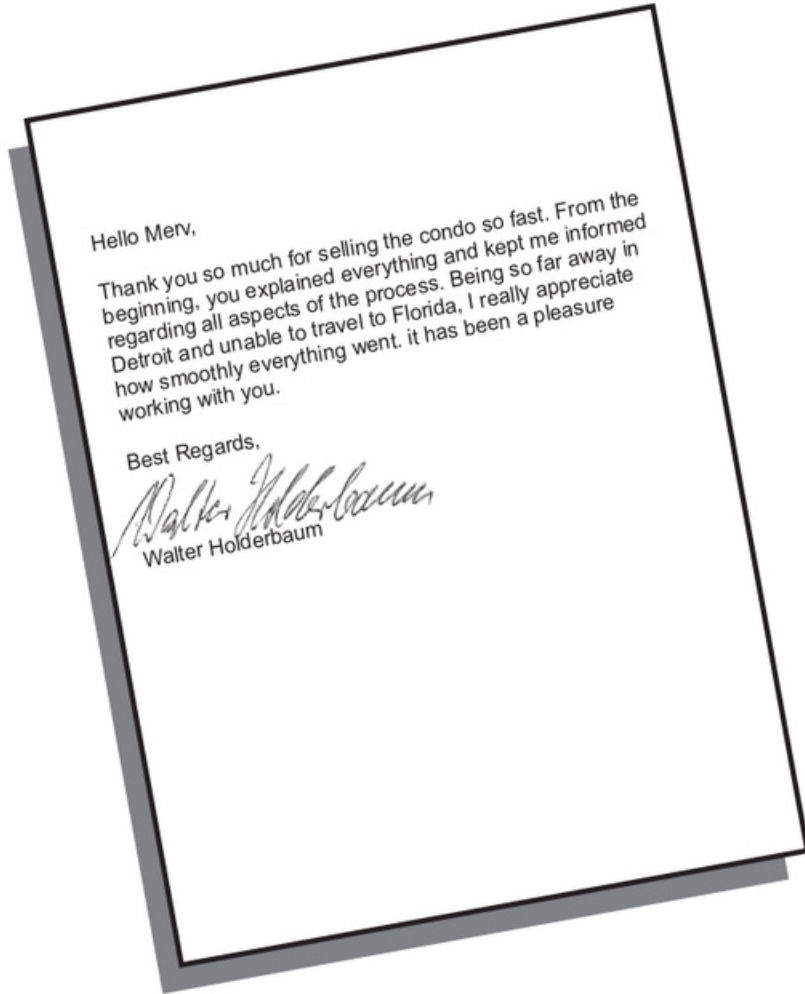 Hello Merv,
Thank you so much for selling the condo so fast. From the
beginning, you explained everything and kept me informed
regarding all aspects of the process. Being so far away in
Detroit and unable to travel to Florida, I really appreciate
how smoothly everything went. it has been a pleasure
working with you.
Best Regards,
Walter Holderbaum
Walter Holderbaum